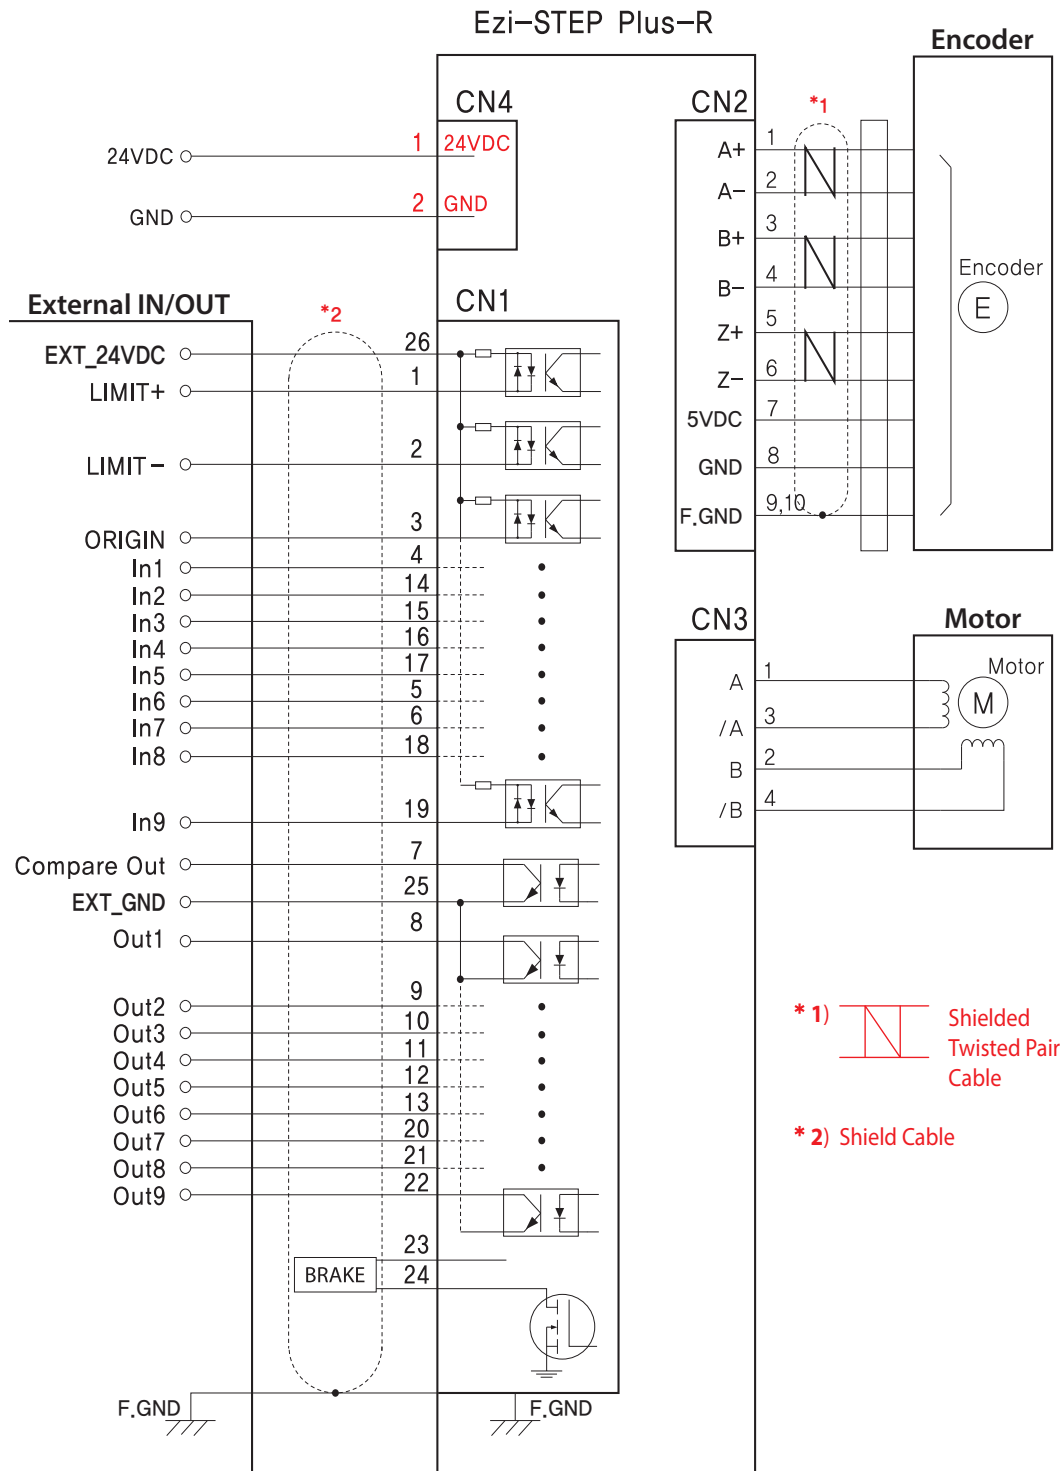 Ezi-STEP Plus-R
CN4
24VDC
1
24VDC
GND
2
GND
CN2
*1
Encoder
A+
1
A-
2
B+
3
B-
4
Z+
5
Z-
6
5VDC
7
GND
8
F.GND
9,10
Encoder
E
External IN/OUT
*2
CN1
EXT_24VDC
26
LIMIT+
1
LIMIT-
2
ORIGIN
3
In1
4
In2
14
In3
15
In4
16
In5
17
In6
5
In7
6
In8
18
In9
19
Compare Out
7
EXT_GND
25
Out1
8
Out2
9
Out3
10
Out4
11
Out5
12
Out6
13
Out7
20
Out8
21
Out9
22
23
BRAKE
24
F.GND
F.GND
CN3
Motor
A
1
/A
3
B
2
/B
4
Motor
M
* 1)
Shielded
Twisted Pair
Cable
* 2) Shield Cable